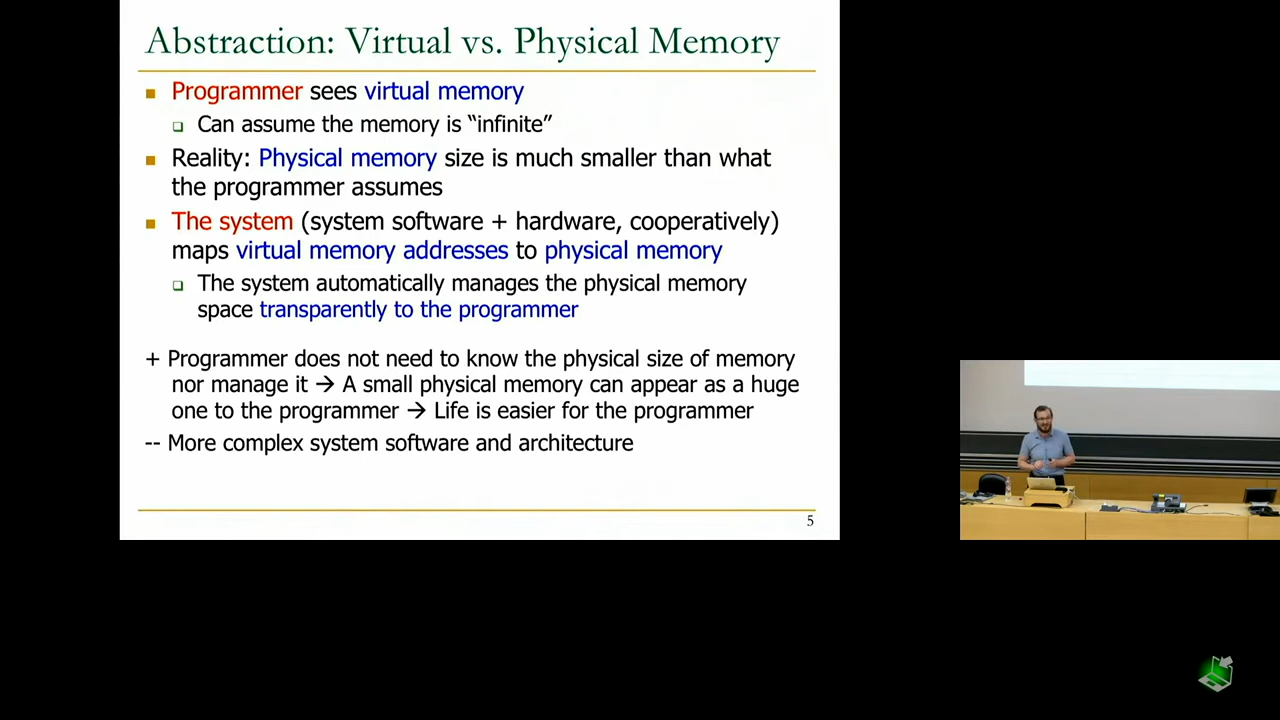 Abstraction: Virtual vs. Physical Memory
Programmer sees virtual memory
Can assume the memory is “infinite”
Reality: Physical memory size is much smaller than what
the programmer assumes
The system (system software + hardware, cooperatively)
maps virtual memory addresses to physical memory
The system automatically manages the physical memory
space transparently to the programmer
+ Programmer does not need to know the physical size of memory
nor manage it → A small physical memory can appear as a huge
one to the programmer → Life is easier for the programmer
-- More complex system software and architecture
5